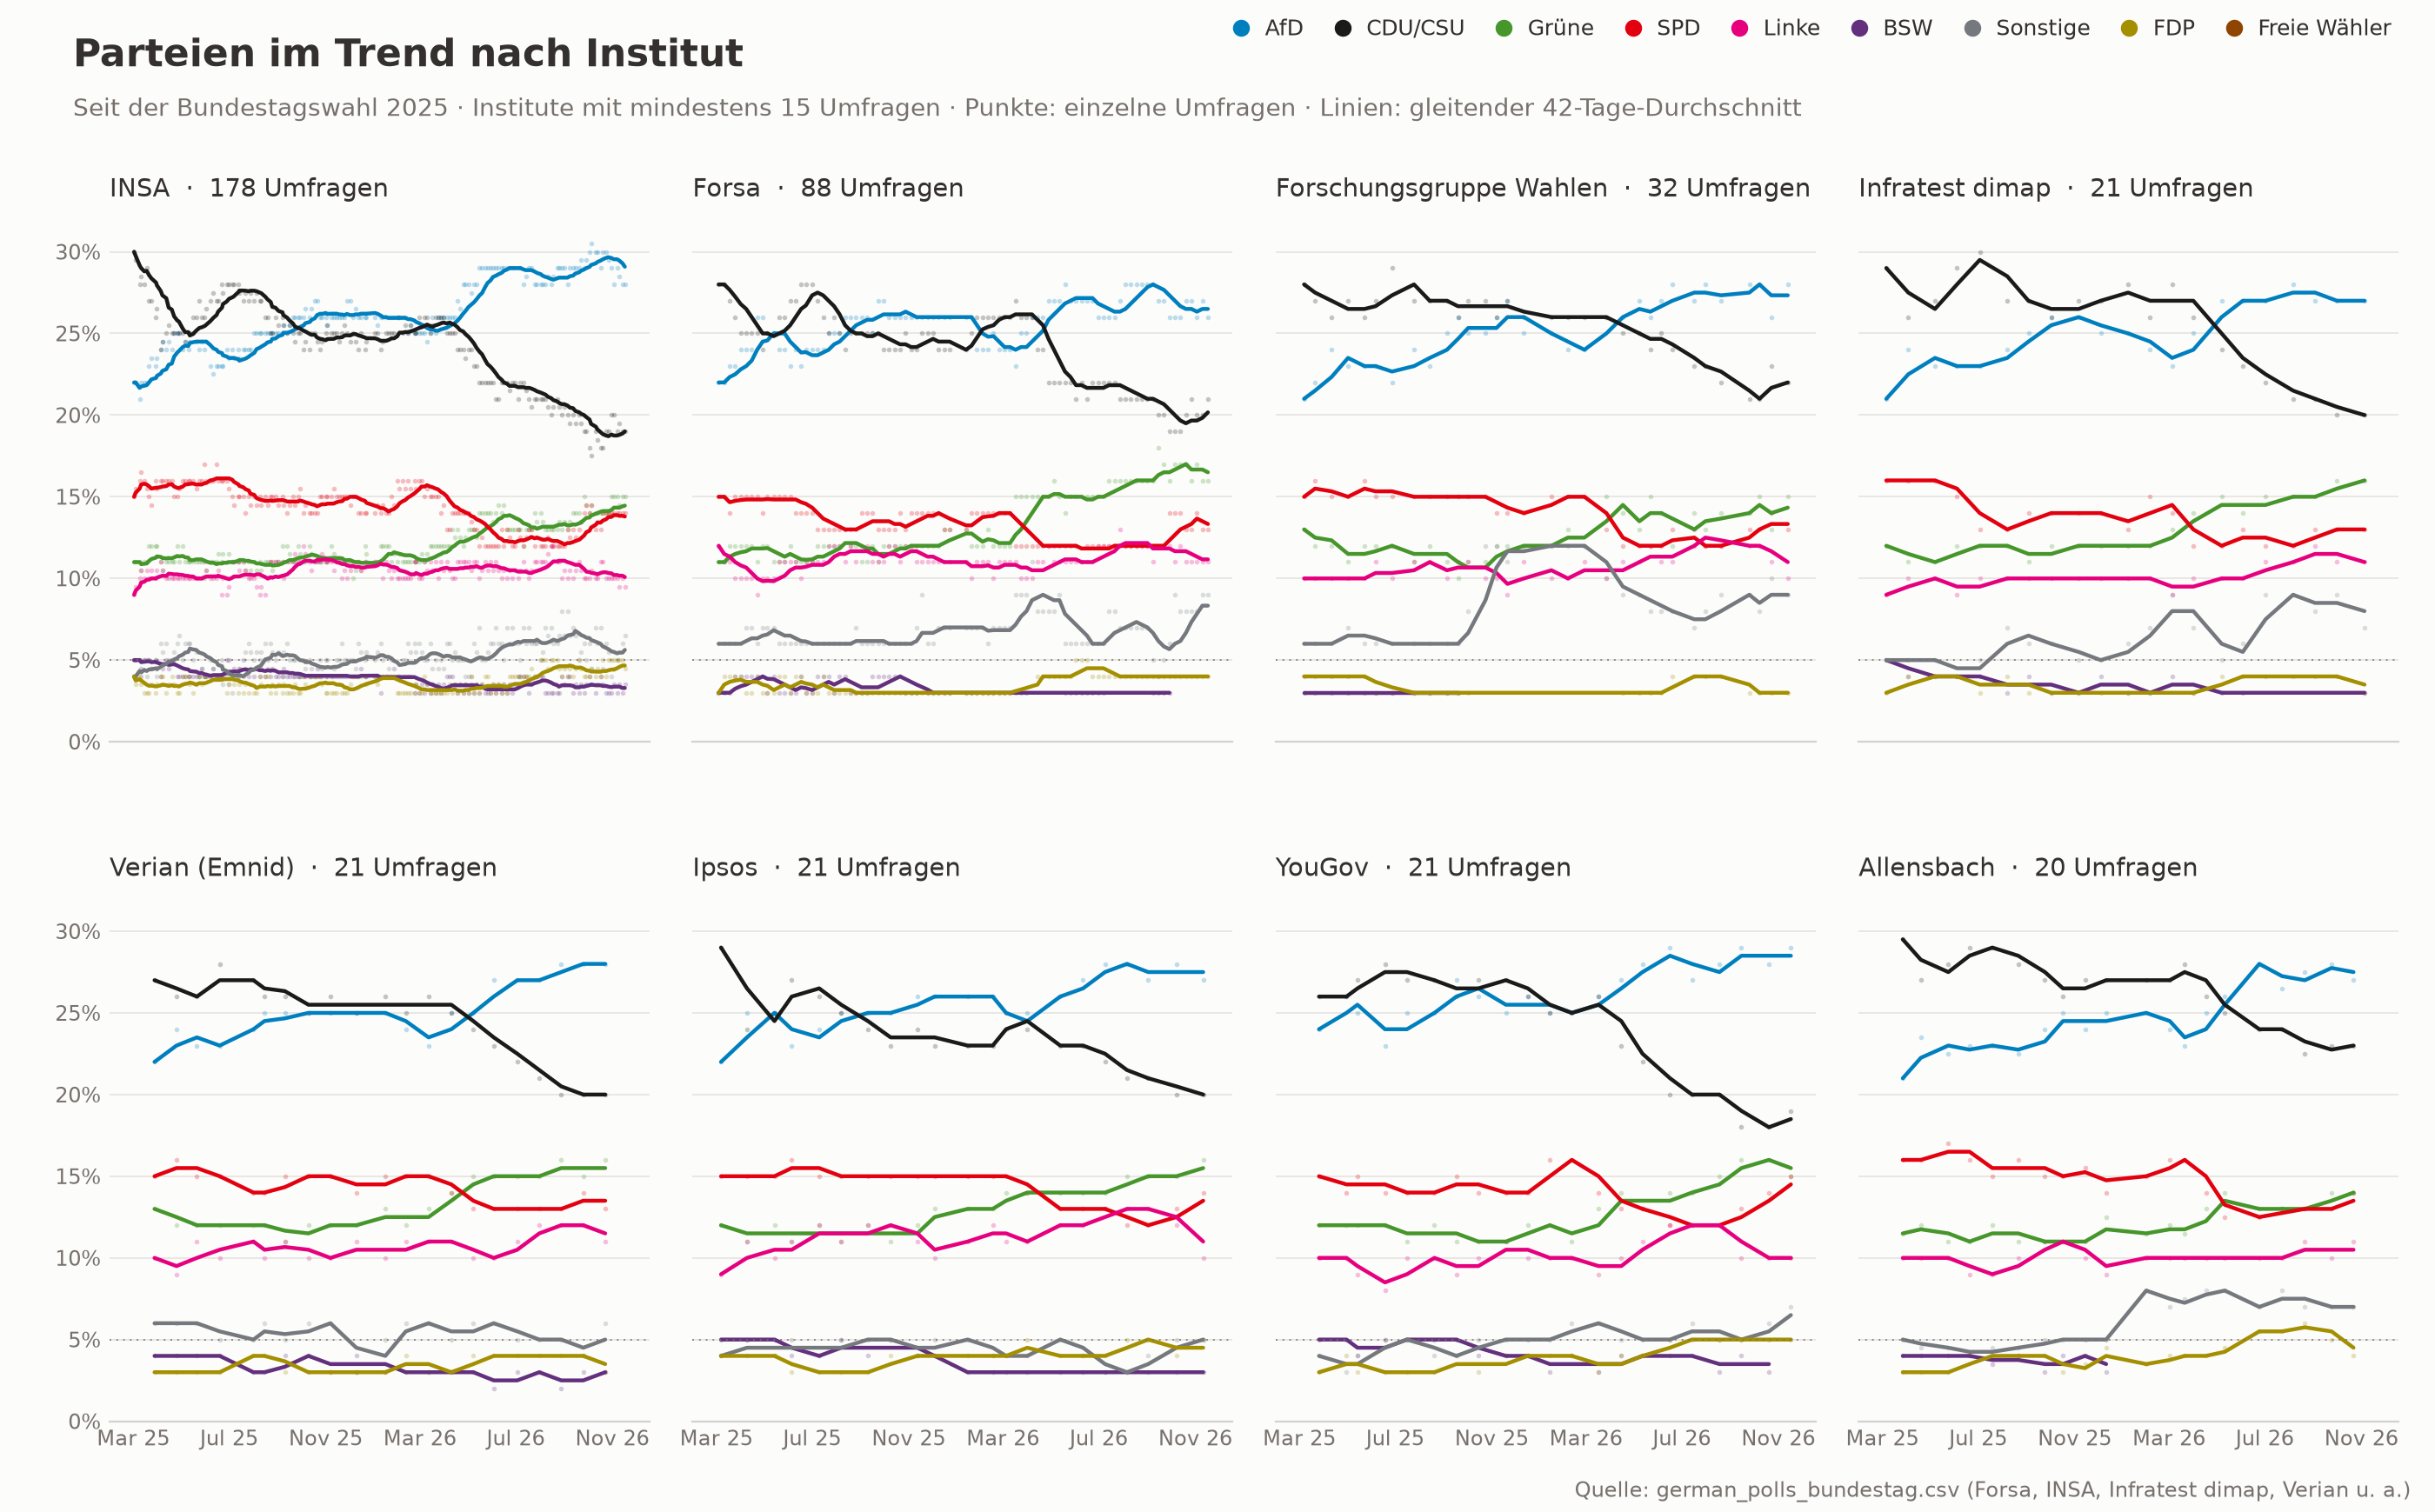 AfD CDU/CSU Grüne SPD Linke BSW Sonstige FDP Freie Wähler
Parteien im Trend nach Institut
Seit der Bundestagswahl 2025 · Institute mit mindestens 15 Umfragen · Punkte: einzelne Umfragen · Linien: gleitender 42-Tage-Durchschnitt
INSA · 178 Umfragen
Forsa · 88 Umfragen
Forschungsgruppe Wahlen · 32 Umfragen
Infratest dimap · 21 Umfragen
30%
25%
20%
15%
10%
5%
0%
Verian (Emnid) · 21 Umfragen
Ipsos · 21 Umfragen
YouGov · 21 Umfragen
Allensbach · 20 Umfragen
30%
25%
20%
15%
10%
5%
0%
Mar 25 Jul 25 Nov 25 Mar 26 Jul 26 Nov 26
Mar 25 Jul 25 Nov 25 Mar 26 Jul 26 Nov 26
Mar 25 Jul 25 Nov 25 Mar 26 Jul 26 Nov 26
Mar 25 Jul 25 Nov 25 Mar 26 Jul 26 Nov 26
Quelle: german_polls_bundestag.csv (Forsa, INSA, Infratest dimap, Verian u. a.)